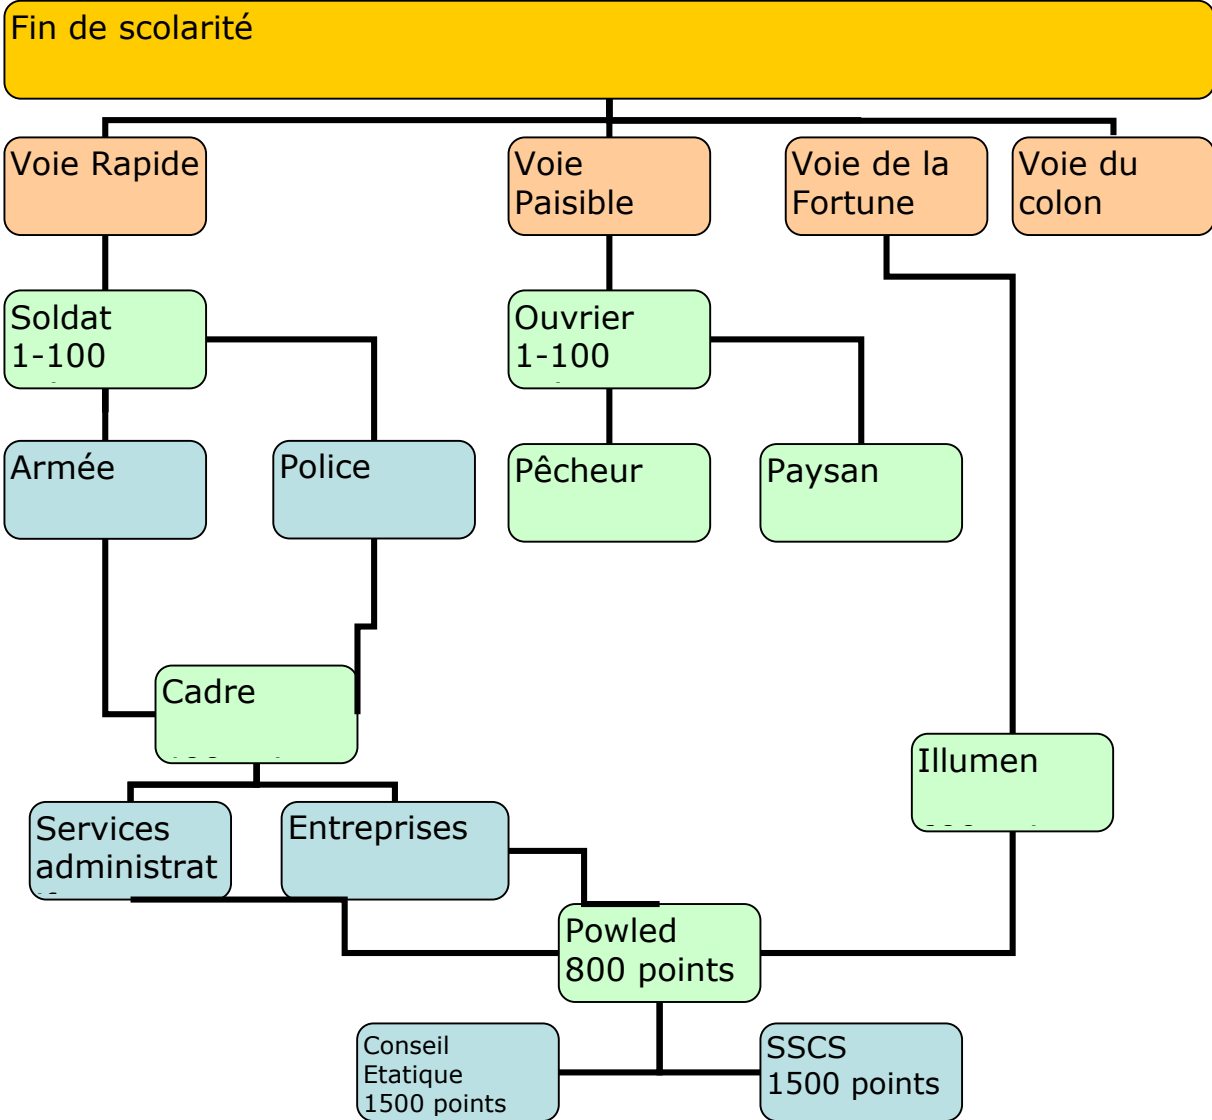 Fin de scolarité
Voie Rapide
Voie
Paisible
Voie de la
Fortune
Voie du
colon
Soldat
1-100
Ouvrier
1-100
Armée
Police
Pêcheur
Paysan
Cadre
Illumen
Services
administrat
Entreprises
Powled
800 points
Conseil
Etatique
1500 points
SSCS
1500 points